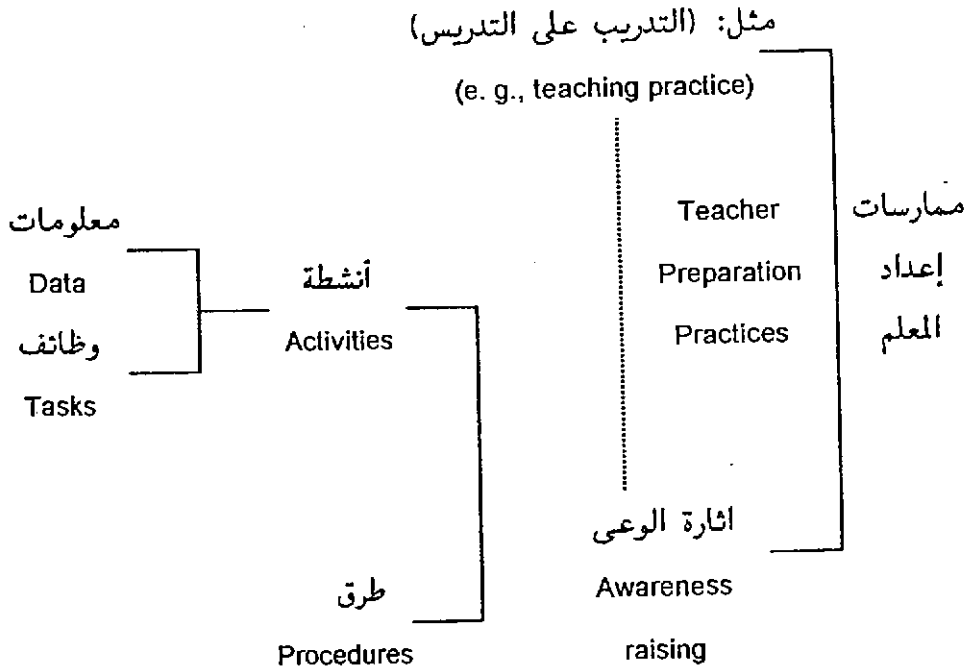 مثل: (التدريب على التدريس)
(e. g., teaching practice)
ممارسات
Teacher
إعداد
Preparation
المعلم
Practices
معلومات
Data
وظائف
Tasks
أنشطة
Activities
اثارة الوعى
Awareness
raising
طرق
Procedures